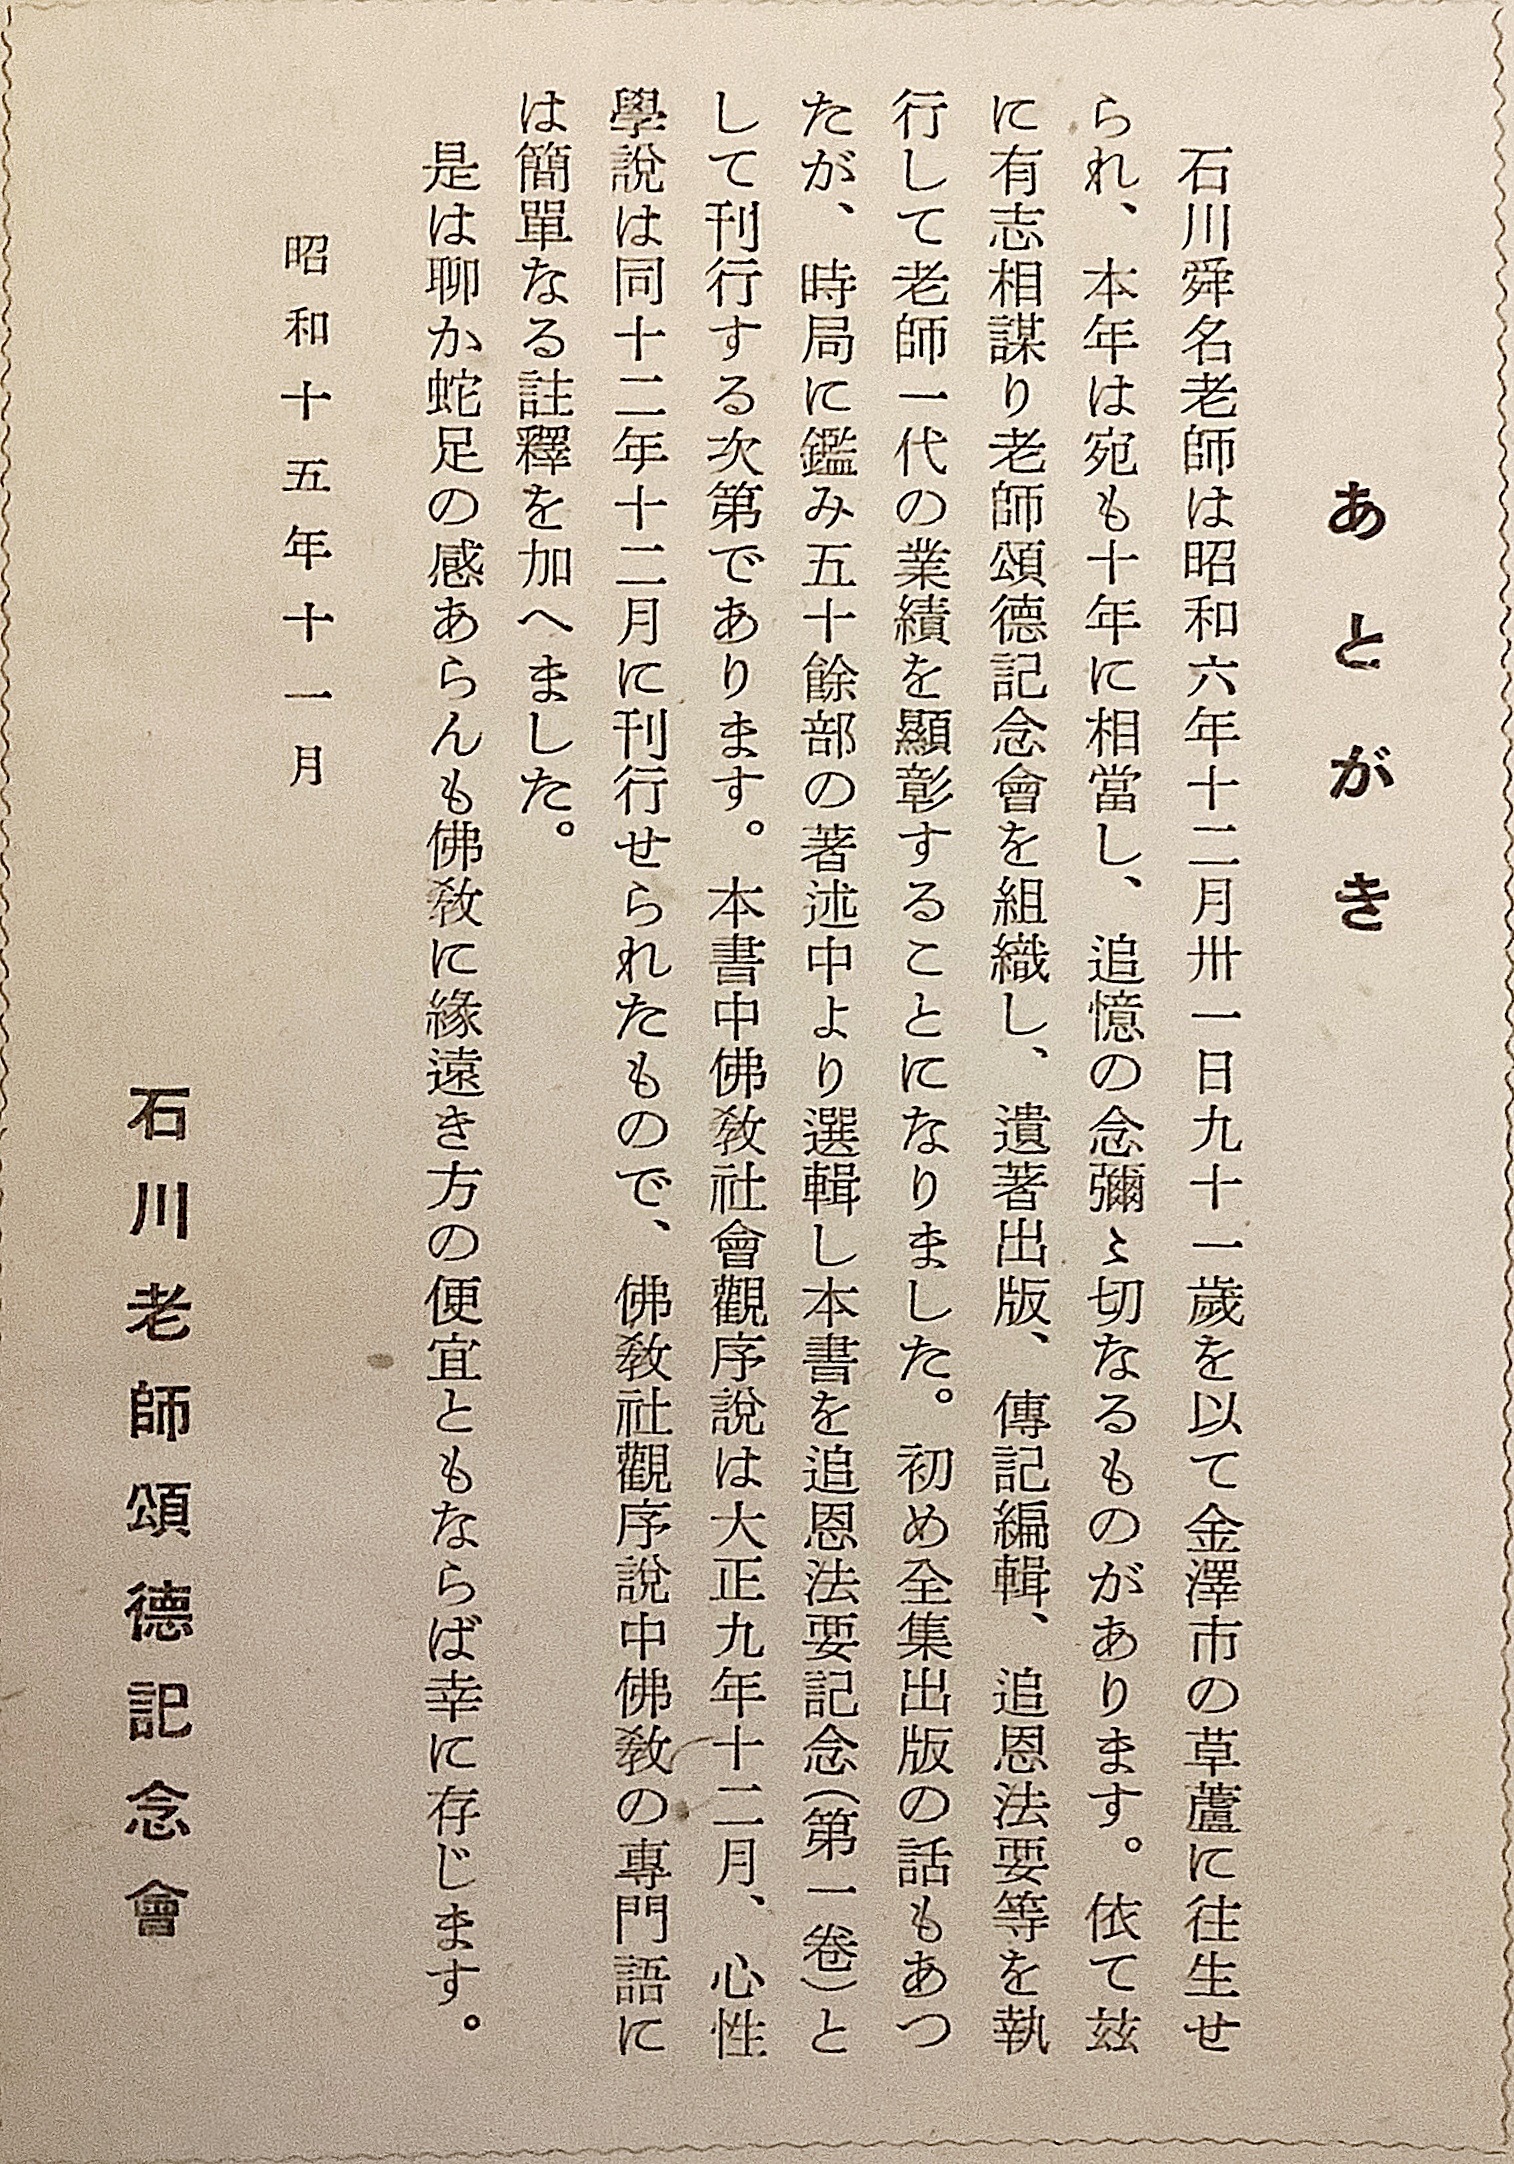 あとがき
石川舜名老師は昭和六年十二月卅一日九十一歲を以て金澤市の草蘆に往生せ
られ、本年は宛も十年に相當し、追憶の念彌〻切なるものがあります。依て玆
に有志相謀り老師頌德記念會を組織し、遺著出版、傳記編輯、追恩法要等を執
行して老師一代の業績を顯彰することになりました。初め全集出版の話もあつ
たが、時局に鑑み五十餘部の著述中より選輯し本書を追恩法要記念(第一卷)と
して刊行する次第であります。本書中佛敎社會觀序說は大正九年十二月、心性
學說は同十二年十二月に刊行せられたもので、佛敎社觀序說中佛敎の專門語に
は簡單なる註釋を加へました。
是は聊か蛇足の感あらんも佛敎に緣遠き方の便宜ともならば幸に存じます。
昭和十五年十一月
石川老師頌德記念會